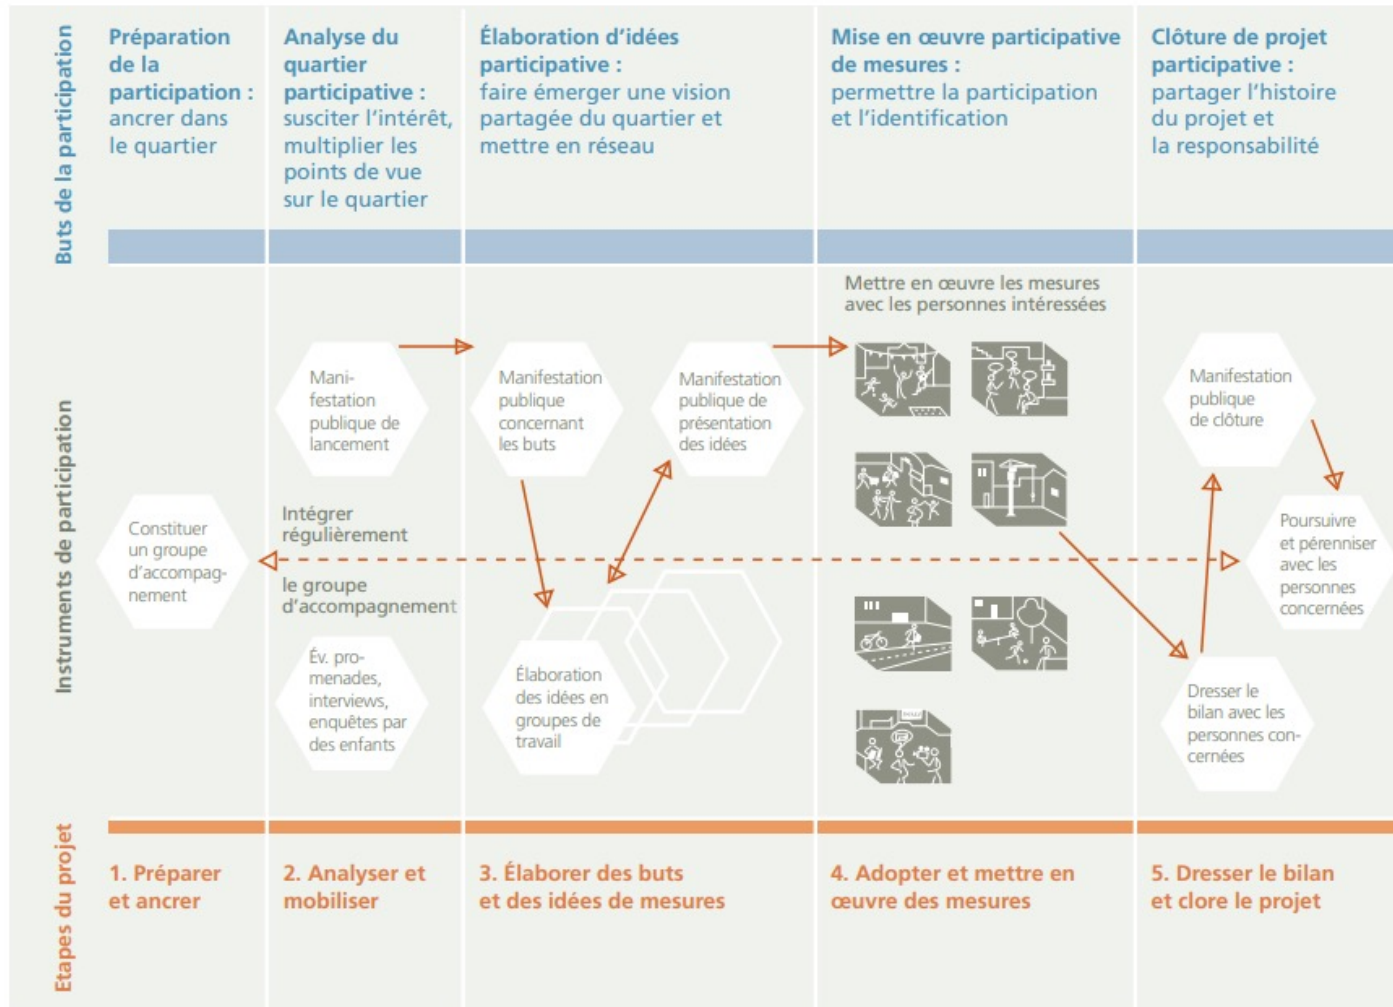 Buts de la participation
Préparation
de la
participation :
ancrer dans
le quartier
Analyse du
quartier
participative :
susciter l'intérêt,
multiplier les
points de vue
sur le quartier
Élaboration d'idées
participative :
faire émerger une vision
partagée du quartier et
mettre en réseau
Mise en œuvre participative
de mesures :
permettre la participation
et l'identification
Clôture de projet
participative :
partager l'histoire
du projet et
la responsabilité
Instruments de participation
Constituer
un groupe
d'accompag-
nement
Mani-
festation
publique de
lancement
Intégrer
régulièrement
le groupe
d'accompagnement
Év. pro-
menades,
interviews,
enquêtes par
des enfants
Manifestation
publique
concernant
les buts
Élaboration
des idées en
groupes de
travail
Manifestation
publique de
présentation
des idées
Mettre en œuvre les mesures
avec les personnes intéressées
Manifestation
publique
de clôture
Poursuivre
et pérenniser
avec les
personnes
concernées
Dresser le
bilan avec les
personnes con-
cernées
Etapes du projet
1. Préparer
et ancrer
2. Analyser et
mobiliser
3. Élaborer des buts
et des idées de mesures
4. Adopter et mettre en
œuvre des mesures
5. Dresser le bilan
et clore le projet